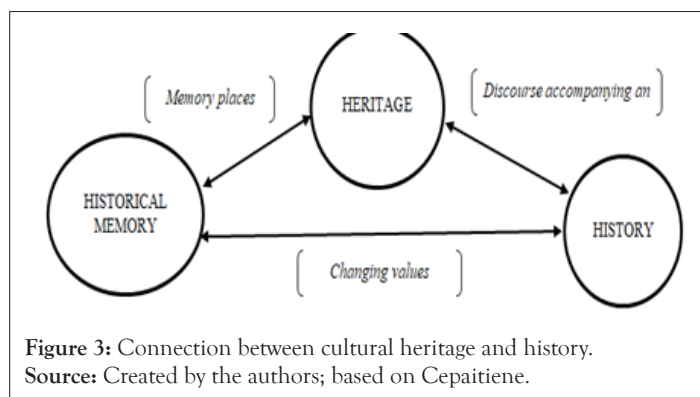 Memory places
HERITAGE
Discourse accompanying an
HISTORICAL
MEMORY
HISTORY
Changing values
Figure 3: Connection between cultural heritage and history.
Source: Created by the authors; based on Cepaitiene.